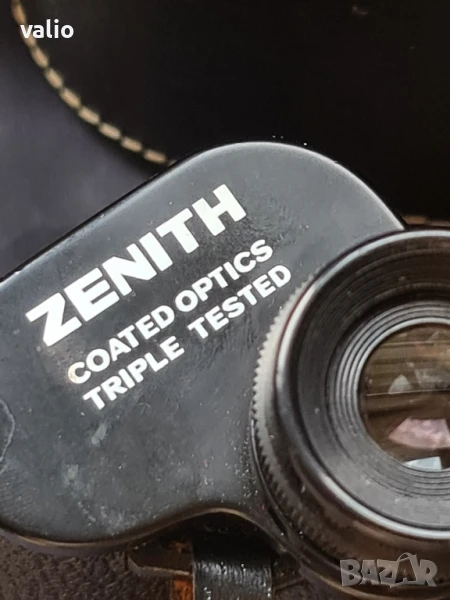 valio
ZENITH
COATED OPTICS
TRIPLE TESTED
BAZAR